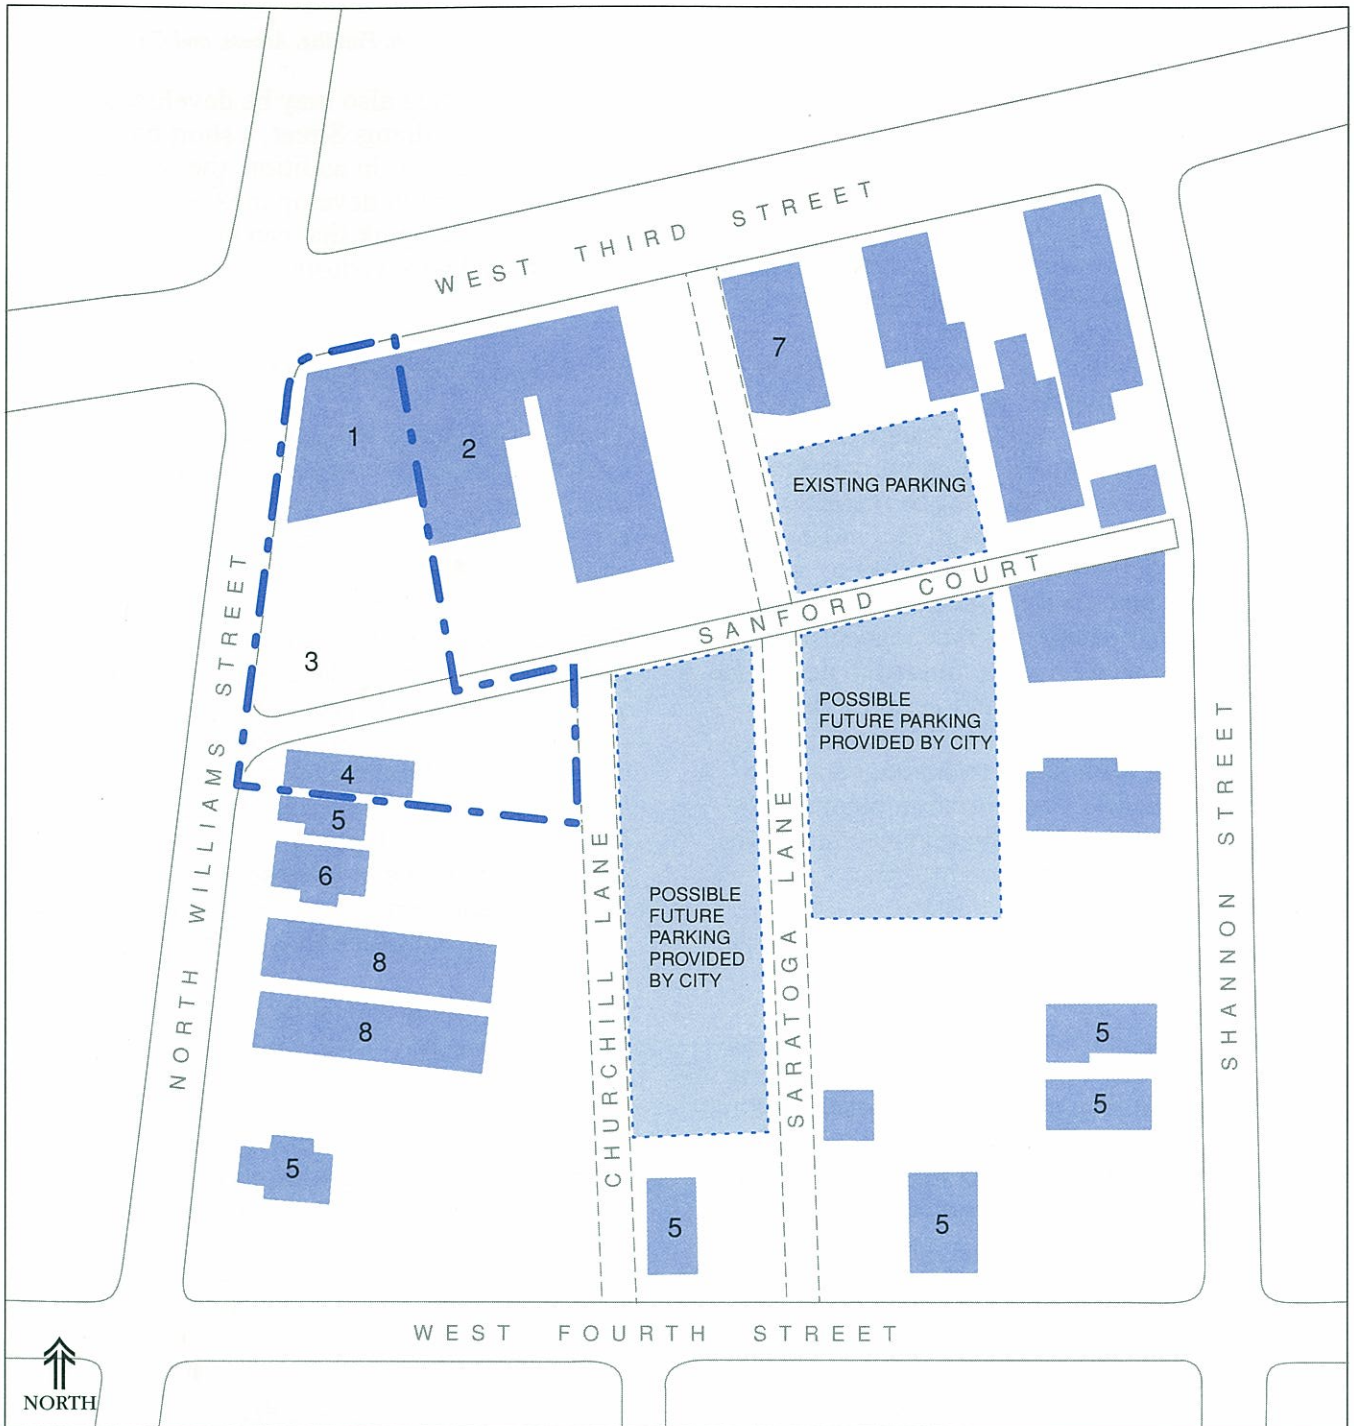 WEST THIRD STREET
7
1
2
EXISTING PARKING
SANFORD COURT
NORTH WILLIAMS STREET
3
POSSIBLE
FUTURE PARKING
PROVIDED BY CITY
4
5
6
8
8
5
CHURCHILL LANE
POSSIBLE
FUTURE
PARKING
PROVIDED
BY CITY
SARATOGA LANE
SHANNON STREET
5
5
5
5
WEST FOURTH STREET
NORTH